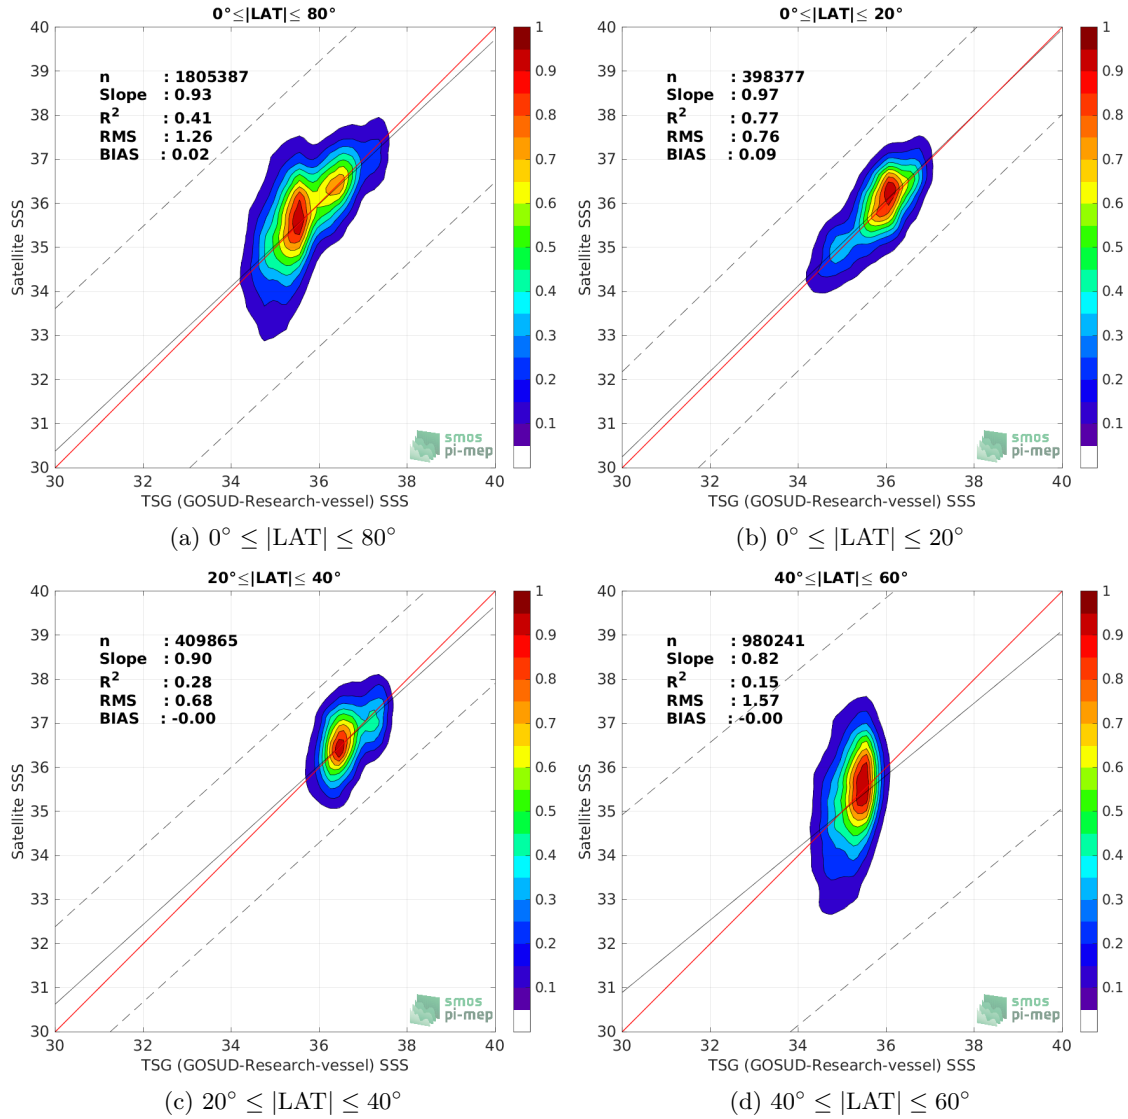 0°≤|LAT|≤ 80°
n : 1805387
Slope : 0.93
R² : 0.41
RMS : 1.26
BIAS : 0.02
40
39
38
37
36
35
34
33
32
31
30
30 32 34 36 38 40
Satellite SSS
TSG (GOSUD-Research-vessel) SSS
1
0.9
0.8
0.7
0.6
0.5
0.4
0.3
0.2
0.1
smos
pi-mep
(a) 0° ≤ |LAT| ≤ 80°
0°≤|LAT|≤ 20°
n : 398377
Slope : 0.97
R² : 0.77
RMS : 0.76
BIAS : 0.09
40
39
38
37
36
35
34
33
32
31
30
30 32 34 36 38 40
Satellite SSS
TSG (GOSUD-Research-vessel) SSS
1
0.9
0.8
0.7
0.6
0.5
0.4
0.3
0.2
0.1
smos
pi-mep
(b) 0° ≤ |LAT| ≤ 20°
20°≤|LAT|≤ 40°
n : 409865
Slope : 0.90
R² : 0.28
RMS : 0.68
BIAS : -0.00
40
39
38
37
36
35
34
33
32
31
30
30 32 34 36 38 40
Satellite SSS
TSG (GOSUD-Research-vessel) SSS
1
0.9
0.8
0.7
0.6
0.5
0.4
0.3
0.2
0.1
smos
pi-mep
(c) 20° ≤ |LAT| ≤ 40°
40°≤|LAT|≤ 60°
n : 980241
Slope : 0.82
R² : 0.15
RMS : 1.57
BIAS : -0.00
40
39
38
37
36
35
34
33
32
31
30
30 32 34 36 38 40
Satellite SSS
TSG (GOSUD-Research-vessel) SSS
1
0.9
0.8
0.7
0.6
0.5
0.4
0.3
0.2
0.1
smos
pi-mep
(d) 40° ≤ |LAT| ≤ 60°